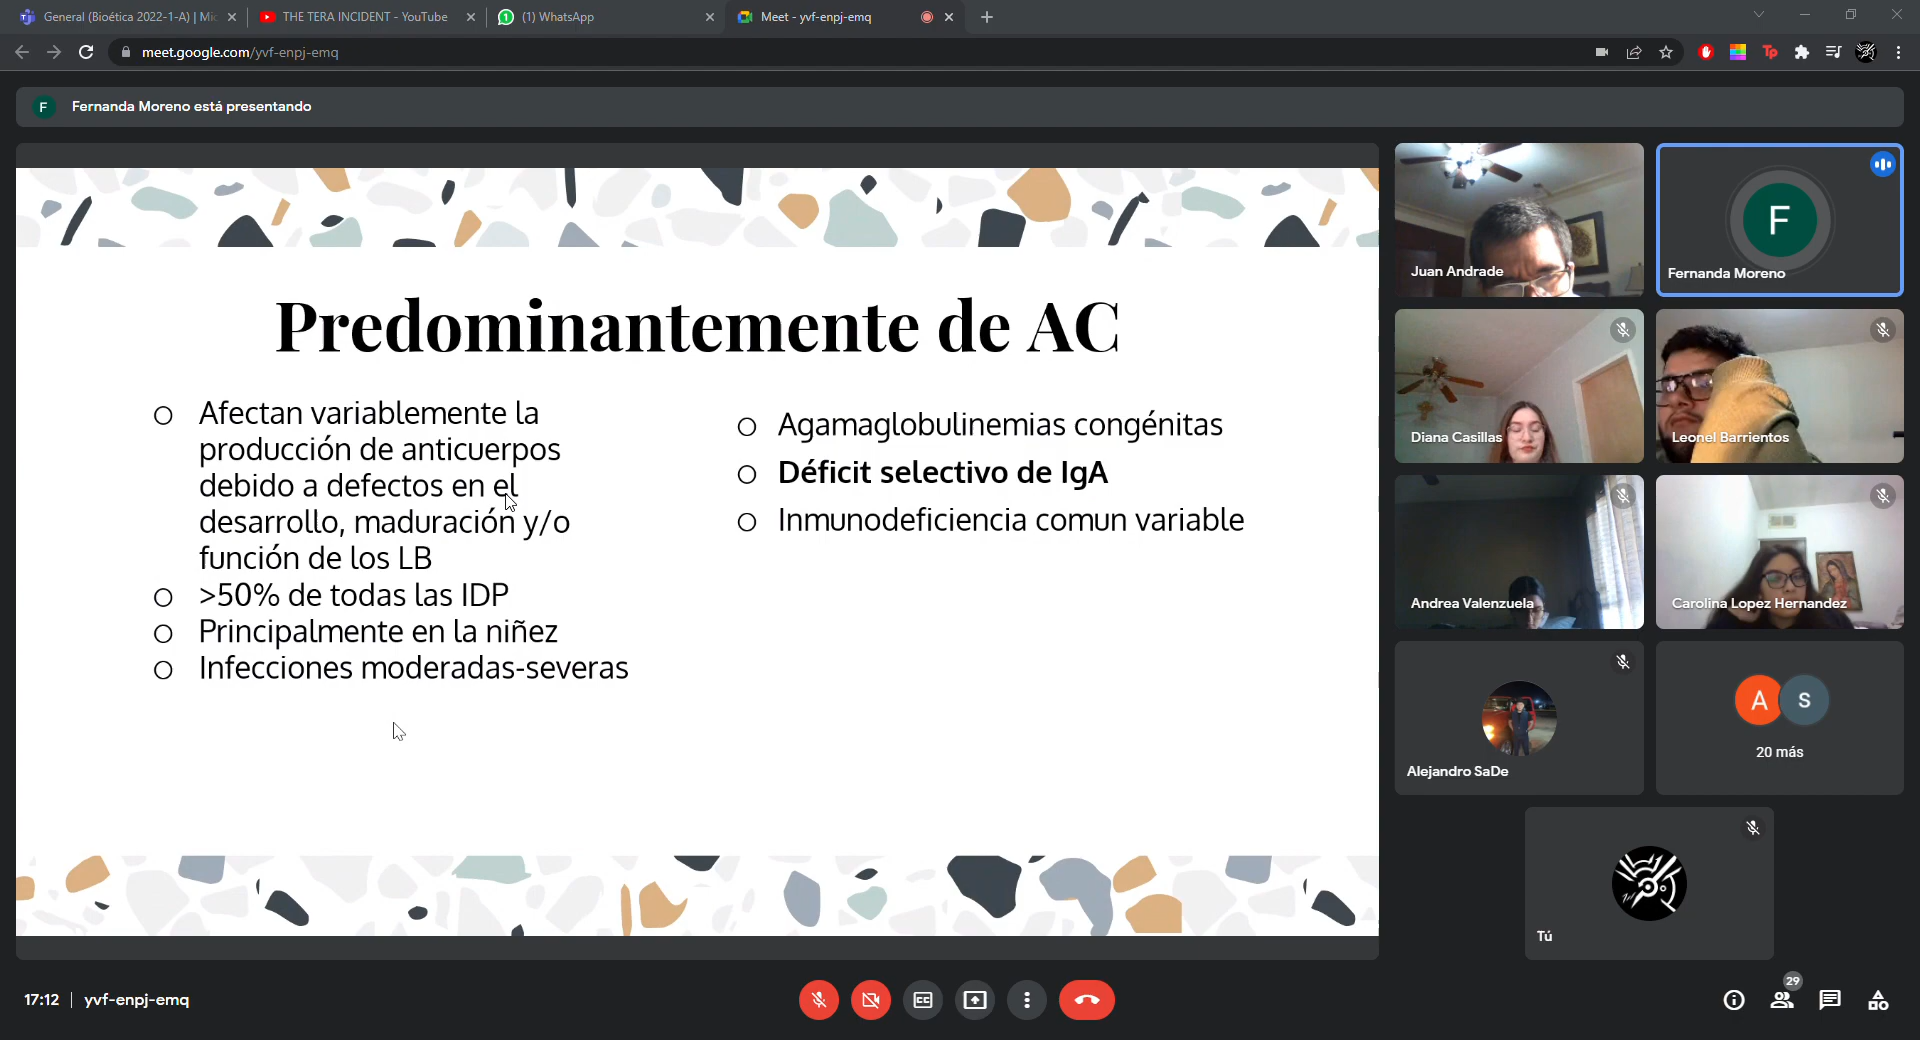 General (Bioética 2022-1-A) | Mic
THE TERA INCIDENT - YouTube
(1) WhatsApp
Meet - yvf-enpj-emq
meet.google.com/yvf-enpj-emq
F
Fernanda Moreno está presentando
Predominantemente de AC
Afectan variablemente la
producción de anticuerpos
debido a defectos en el
desarrollo, maduración y/o
función de los LB
>50% de todas las IDP
Principalmente en la niñez
Infecciones moderadas-severas
Agamaglobulinemias congénitas
Déficit selectivo de IgA
Inmunodeficiencia comun variable
Juan Andrade
F
Fernanda Moreno
Diana Casillas
Leonel Barrientos
Andrea Valenzuela
Carolina Lopez Hernandez
Alejandro SaDe
A S
20 más
Tú
17:12 | yvf-enpj-emq
CC
29